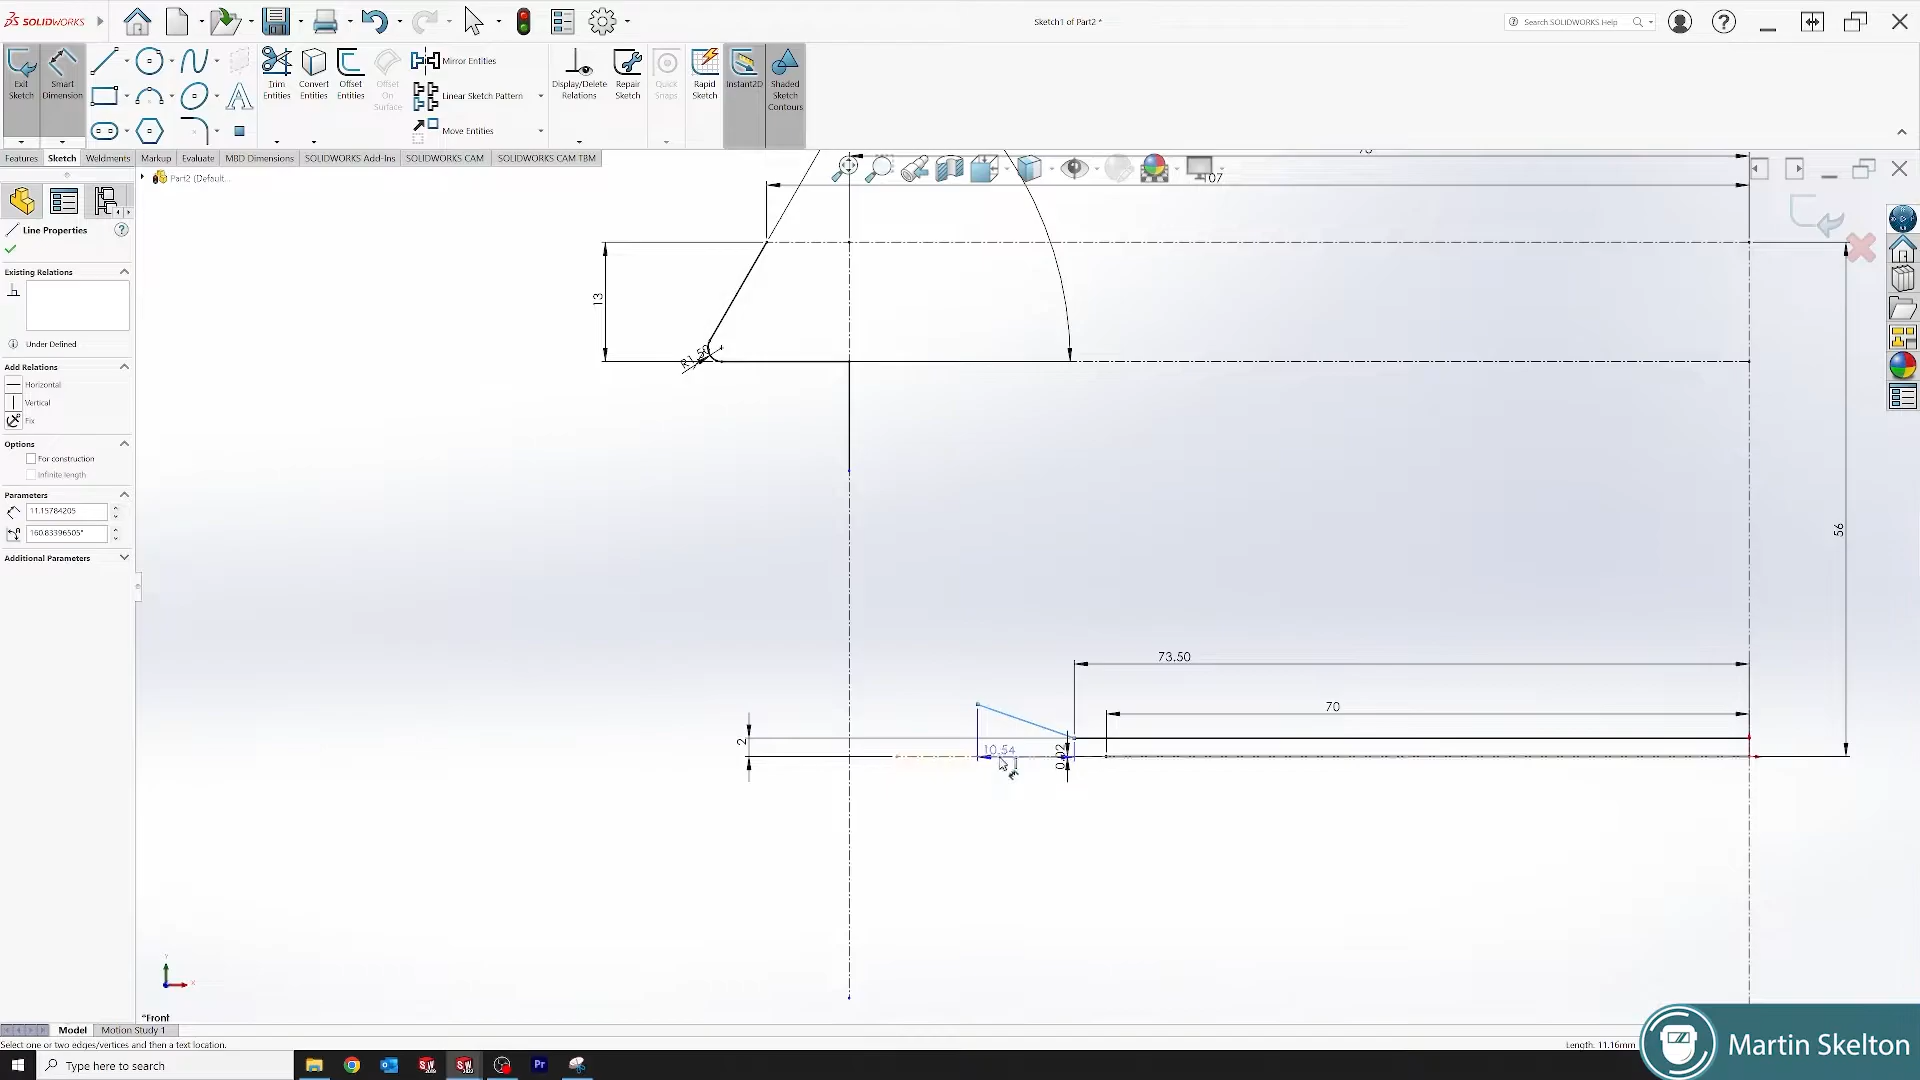 SOLIDWORKS
Sketch1 of Part2 *
Search SOLIDWORKS Help
Exit Sketch
Smart Dimension
Trim Entities
Convert Entities
Offset Entities
Offset On Surface
Mirror Entities
Linear Sketch Pattern
Move Entities
Display/Delete Relations
Repair Sketch
Quick Snaps
Rapid Sketch
Instant2D
Shaded Sketch Contours
Features
Sketch
Weldments
Markup
Evaluate
MBD Dimensions
SOLIDWORKS Add-Ins
SOLIDWORKS CAM
SOLIDWORKS CAM TBM
Part2 (Default...
Line Properties
Existing Relations
Under Defined
Add Relations
Horizontal
Vertical
Fix
Options
For construction
Infinite length
Parameters
11.15784205
160.83396505°
Additional Parameters
107
13
R1.50
56
73.50
70
2
10.54
*Front
Model
Motion Study 1
Select one or two edges/vertices and then a text location.
Length: 11.16mm
Type here to search
Martin Skelton